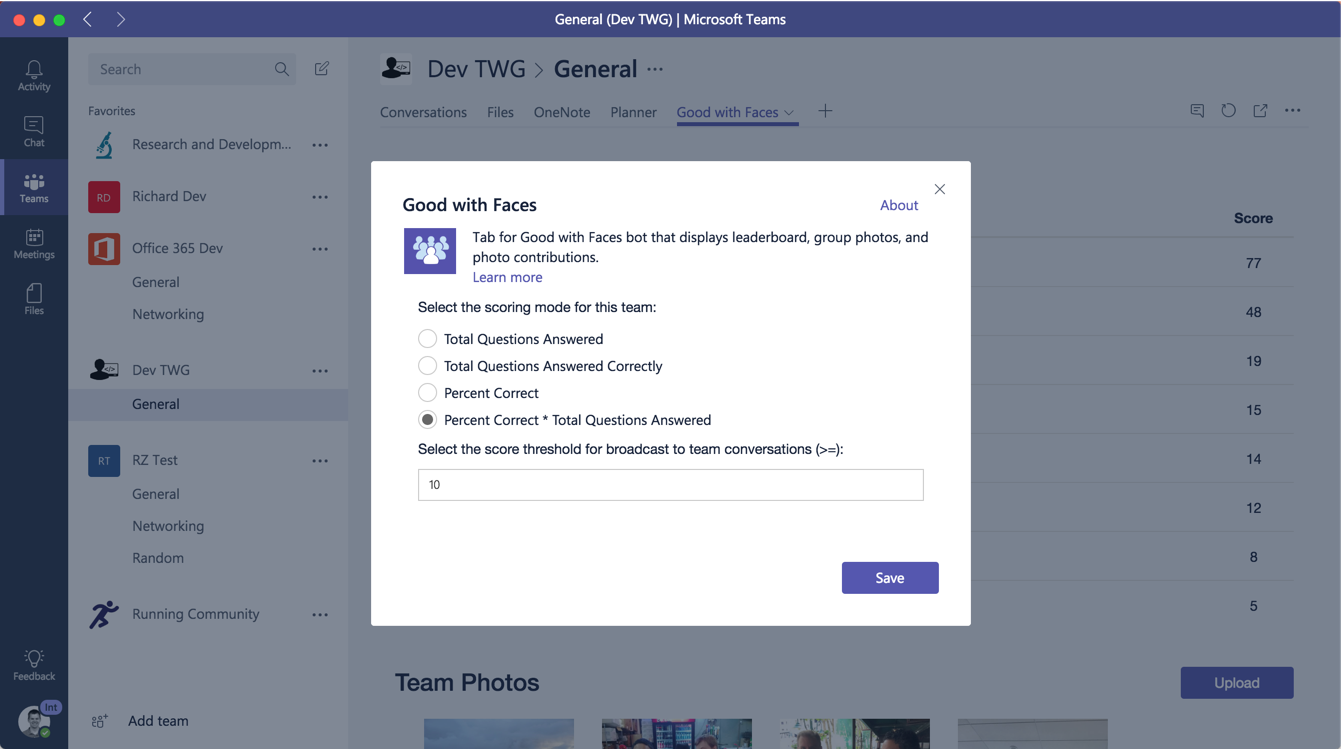 General (Dev TWG) | Microsoft Teams
Activity
Chat
Teams
Meetings
Files
Feedback
Int
Search
Favorites
Research and Developm...
RD
Richard Dev
Office 365 Dev
General
Networking
Dev TWG
General
RT
RZ Test
General
Networking
Random
Running Community
Add team
Dev TWG > General ...
Conversations Files OneNote Planner Good with Faces
Good with Faces
About
Tab for Good with Faces bot that displays leaderboard, group photos, and
photo contributions.
Learn more
Select the scoring mode for this team:
Total Questions Answered
Total Questions Answered Correctly
Percent Correct
Percent Correct * Total Questions Answered
Select the score threshold for broadcast to team conversations (>=):
10
Save
Score
77
48
19
15
14
12
8
5
Team Photos
Upload